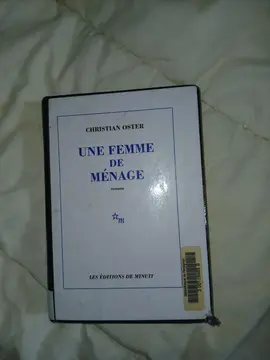 CHRISTIAN OSTER
UNE FEMME
DE
MÉNAGE
roman
LES ÉDITIONS DE MINUIT